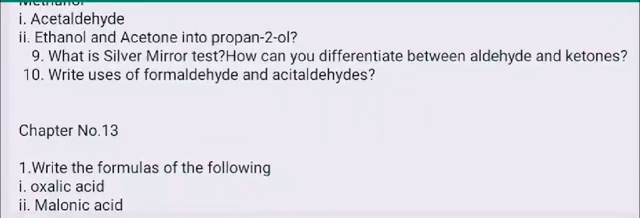 i. Acetaldehyde
ii. Ethanol and Acetone into propan-2-ol?
9. What is Silver Mirror test?How can you differentiate between aldehyde and ketones?
10. Write uses of formaldehyde and acitaldehydes?
Chapter No.13
1.Write the formulas of the following
i. oxalic acid
ii. Malonic acid